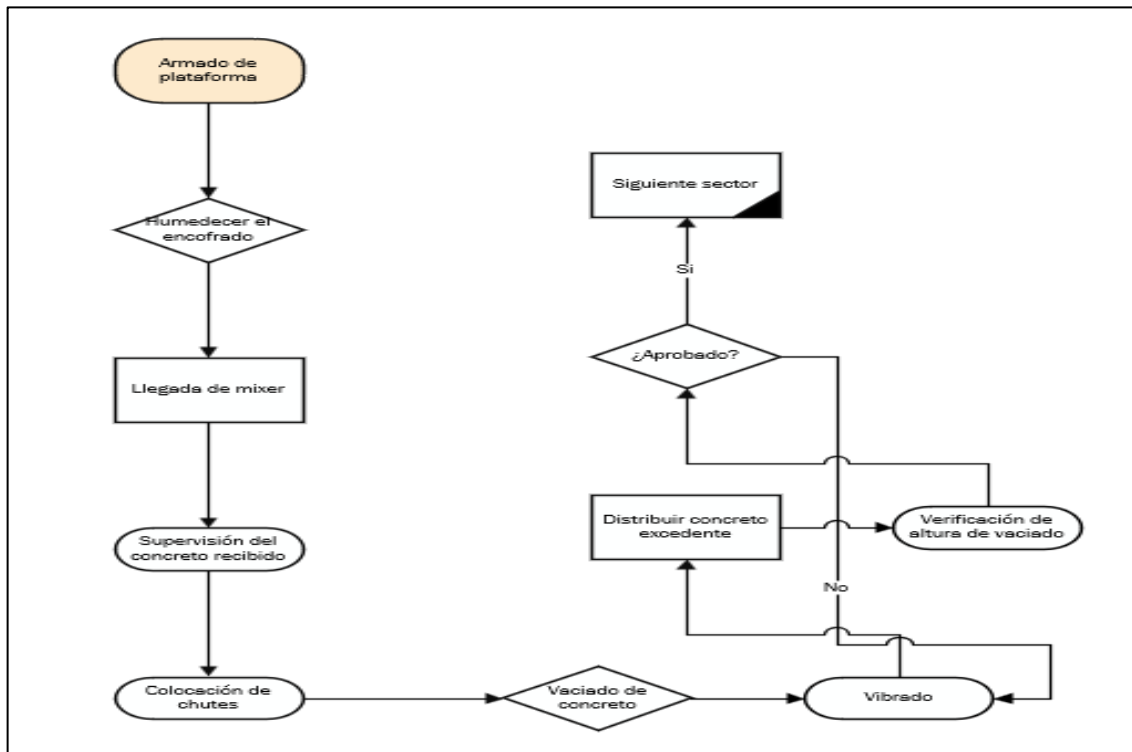 Armado de
plataforma
Humedecer el
encofrado
Llegada de mixer
Supervisión del
concreto recibido
Colocación de
chutes
Vaciado de
concreto
Vibrado
Distribuir concreto
excedente
Verificación de
altura de vaciado
¿Aprobado?
No
Si
Siguiente sector